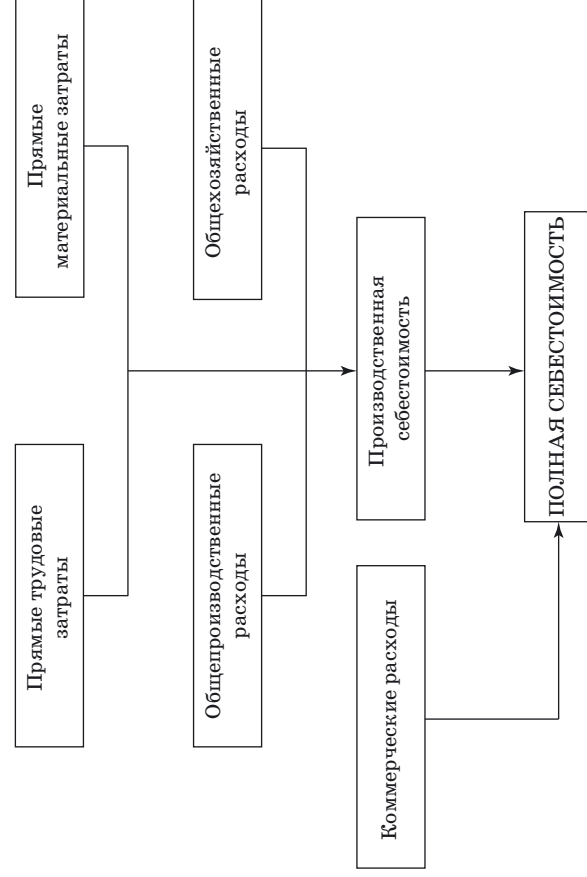 Прямые трудовые
затраты
Прямые
материальные затраты
Общепроизводственные
расходы
Общехозяйственные
расходы
Коммерческие расходы
Производственная
себестоимость
ПОЛНАЯ СЕБЕСТОИМОСТЬ